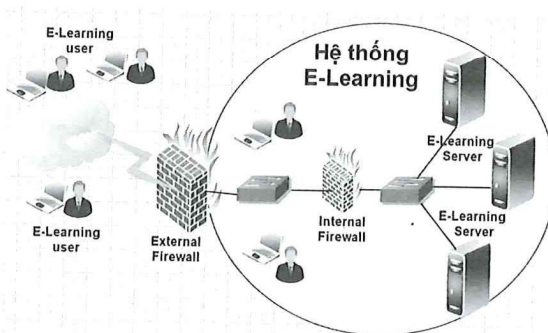 E-Learning
user
Hệ thống
E-Learning
E-Learning
Server
E-Learning
Server
E-Learning
user
External
Firewall
Internal
Firewall